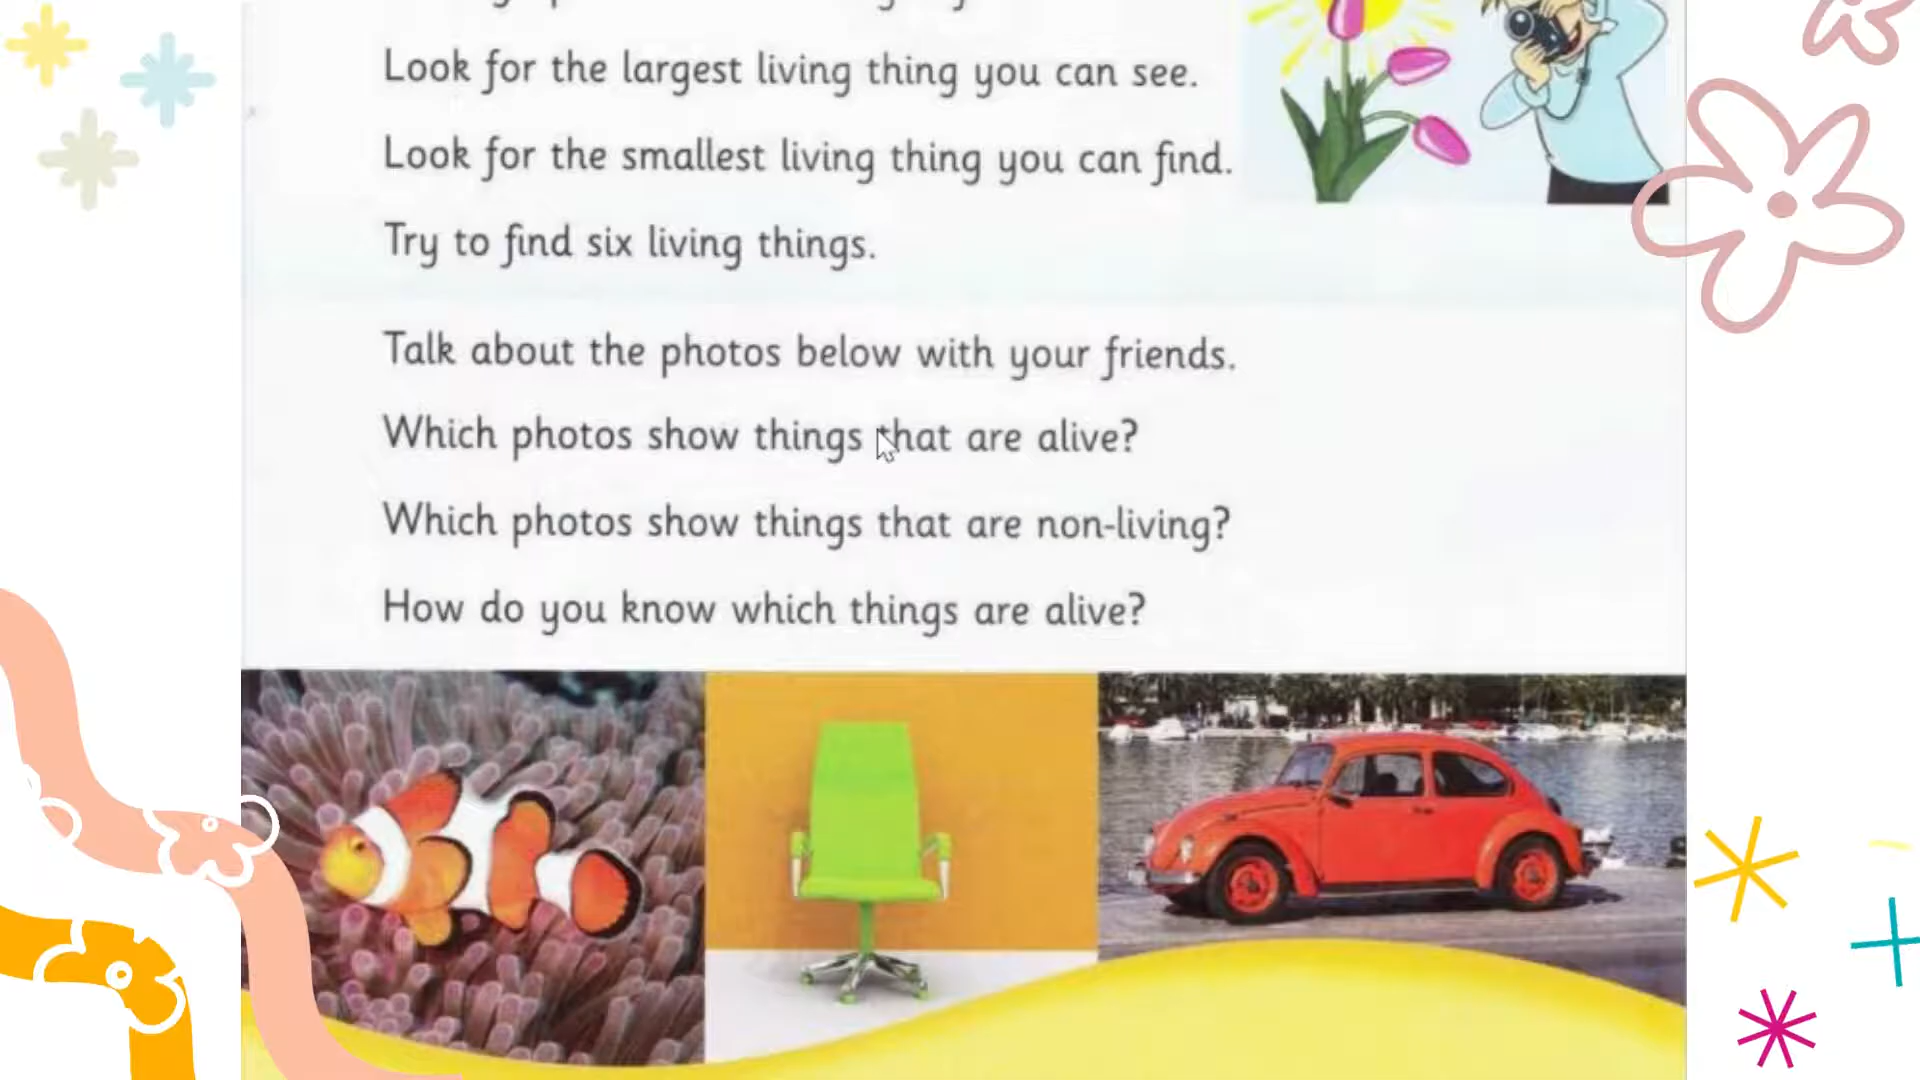 Look for the largest living thing you can see.
Look for the smallest living thing you can find.
Try to find six living things.
Talk about the photos below with your friends.
Which photos show things that are alive?
Which photos show things that are non-living?
How do you know which things are alive?